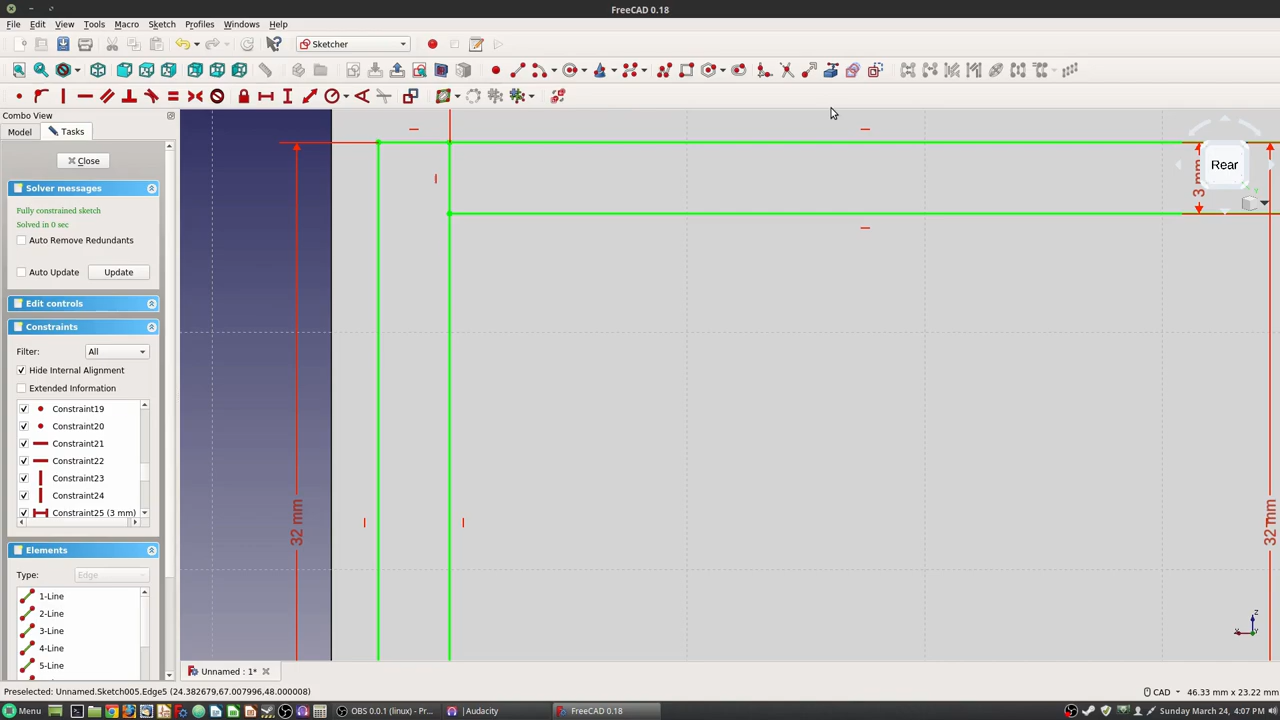 FreeCAD 0.18
File Edit View Tools Macro Sketch Profiles Windows Help
Sketcher
Combo View
Model Tasks
Close
Solver messages
Fully constrained sketch
Solved in 0 sec
Auto Remove Redundants
Auto Update Update
Edit controls
Constraints
Filter: All
Hide Internal Alignment
Extended Information
Constraint19
Constraint20
Constraint21
Constraint22
Constraint23
Constraint24
Constraint25 (3 mm)
Elements
Type: Edge
1-Line
2-Line
3-Line
4-Line
5-Line
32 mm
3 mm
Rear
32 mm
Z
Unnamed : 1*
Preselected: Unnamed.Sketch005.Edge5 (24.382679,67.007996,48.000008)
CAD 46.33 mm x 23.22 mm
Menu OBS 0.0.1 (linux) - Pr... Audacity FreeCAD 0.18 Sunday March 24, 4:07 PM